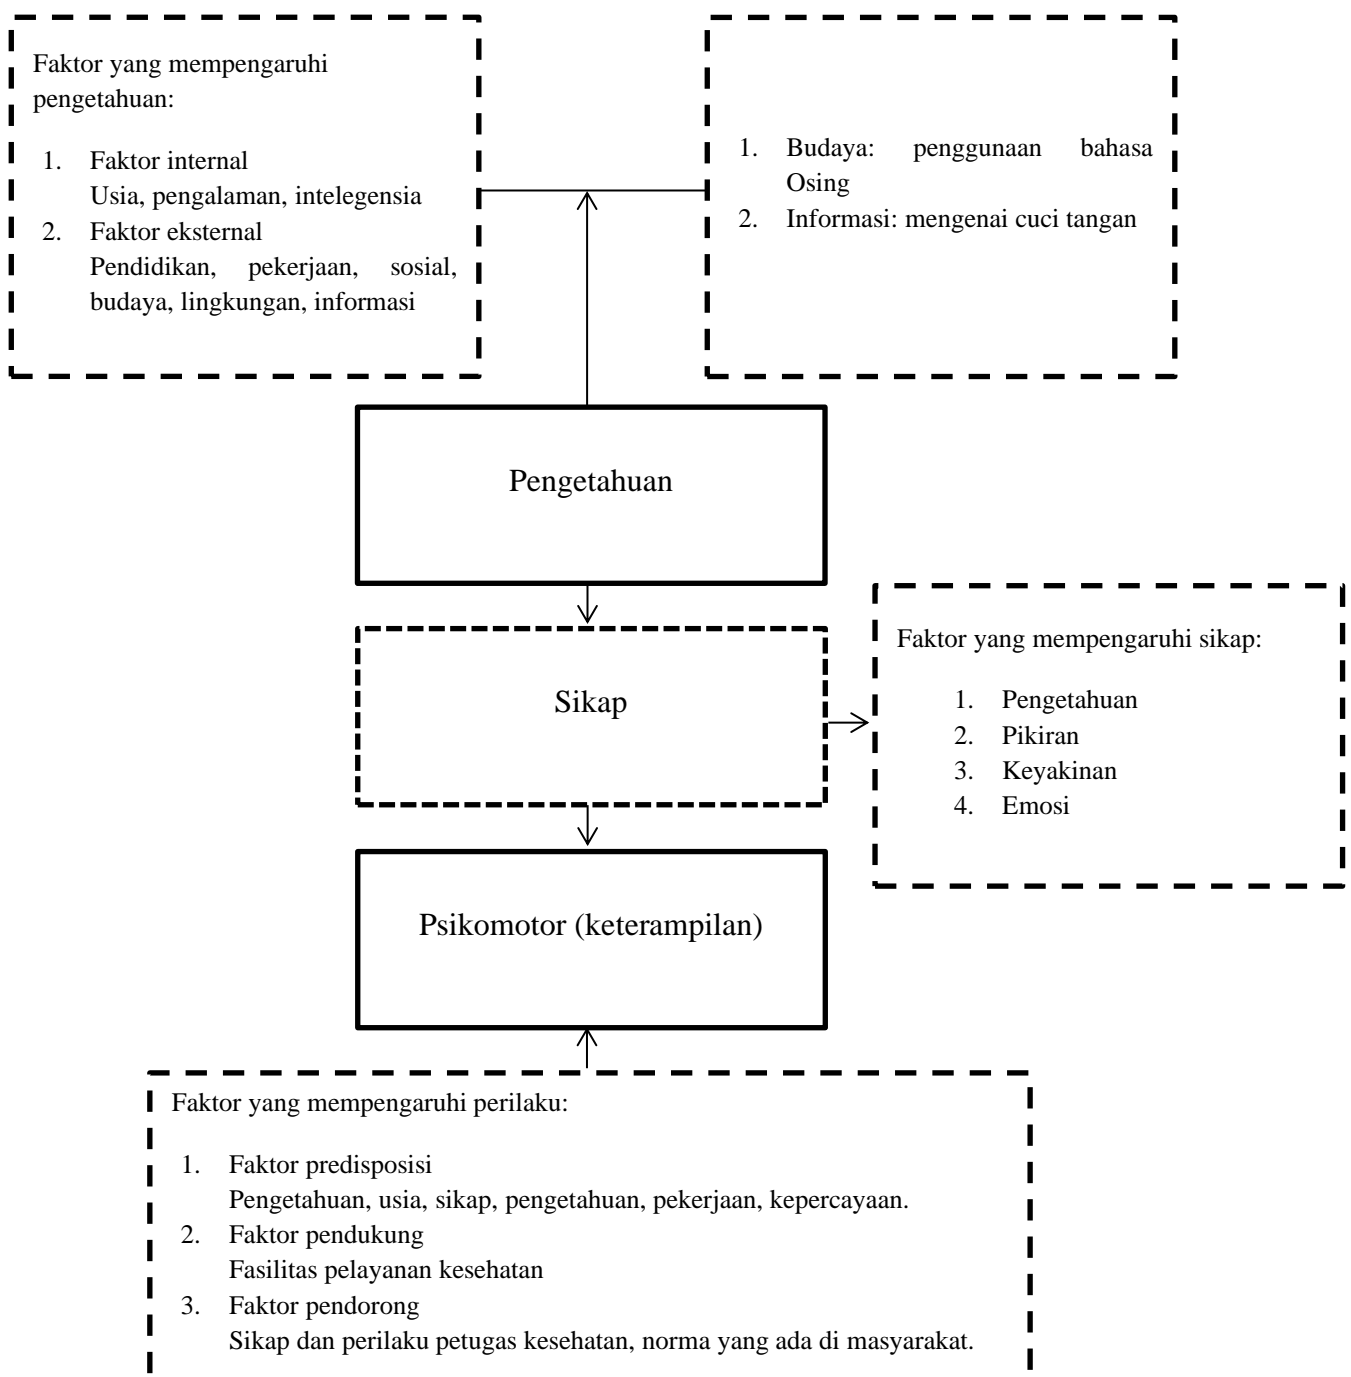 Faktor yang mempengaruhi
pengetahuan:
1. Faktor internal
Usia, pengalaman, intelegensia
2. Faktor eksternal
Pendidikan, pekerjaan, sosial,
budaya, lingkungan, informasi
1. Budaya: penggunaan bahasa
Osing
2. Informasi: mengenai cuci tangan
Pengetahuan
Sikap
Faktor yang mempengaruhi sikap:
1. Pengetahuan
2. Pikiran
3. Keyakinan
4. Emosi
Psikomotor (keterampilan)
Faktor yang mempengaruhi perilaku:
1. Faktor predisposisi
Pengetahuan, usia, sikap, pengetahuan, pekerjaan, kepercayaan.
2. Faktor pendukung
Fasilitas pelayanan kesehatan
3. Faktor pendorong
Sikap dan perilaku petugas kesehatan, norma yang ada di masyarakat.